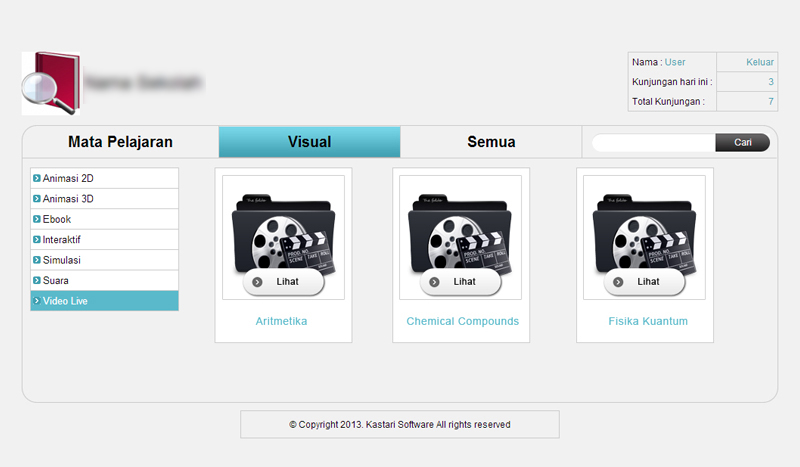 Nama Sekolah
Nama : User Keluar
Kunjungan hari ini : 3
Total Kunjungan : 7
Mata Pelajaran Visual Semua Cari
Animasi 2D
Animasi 3D
Ebook
Interaktif
Simulasi
Suara
Video Live
Lihat
Aritmetika
Lihat
Chemical Compounds
Lihat
Fisika Kuantum
© Copyright 2013. Kastari Software All rights reserved